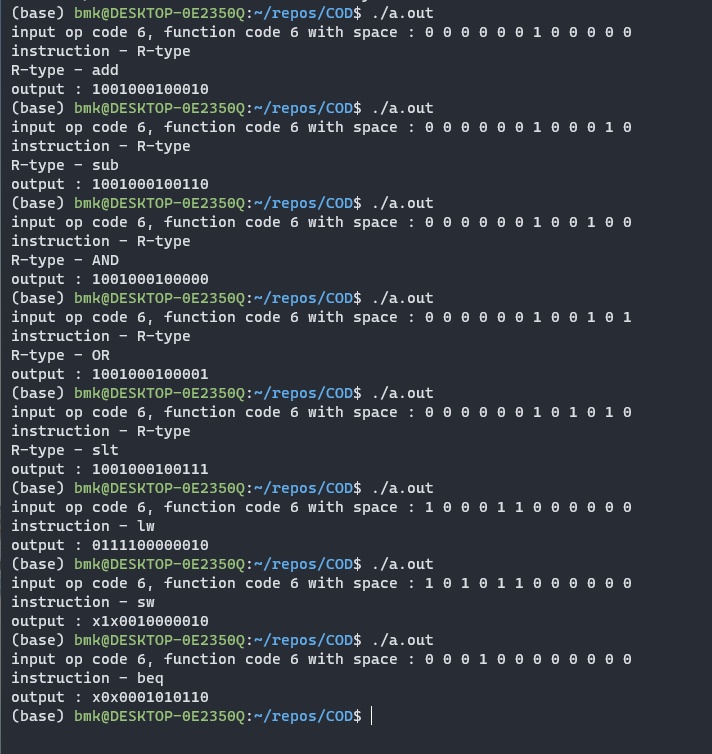 (base) bmk@DESKTOP-0E2350Q:~/repos/COD$ ./a.out
input op code 6, function code 6 with space : 0 0 0 0 0 0 1 0 0 0 0 0
instruction - R-type
R-type - add
output : 1001000100010
(base) bmk@DESKTOP-0E2350Q:~/repos/COD$ ./a.out
input op code 6, function code 6 with space : 0 0 0 0 0 0 1 0 0 0 1 0
instruction - R-type
R-type - sub
output : 1001000100110
(base) bmk@DESKTOP-0E2350Q:~/repos/COD$ ./a.out
input op code 6, function code 6 with space : 0 0 0 0 0 0 1 0 0 1 0 0
instruction - R-type
R-type - AND
output : 1001000100000
(base) bmk@DESKTOP-0E2350Q:~/repos/COD$ ./a.out
input op code 6, function code 6 with space : 0 0 0 0 0 0 1 0 0 1 0 1
instruction - R-type
R-type - OR
output : 1001000100001
(base) bmk@DESKTOP-0E2350Q:~/repos/COD$ ./a.out
input op code 6, function code 6 with space : 0 0 0 0 0 0 1 0 1 0 1 0
instruction - R-type
R-type - slt
output : 1001000100111
(base) bmk@DESKTOP-0E2350Q:~/repos/COD$ ./a.out
input op code 6, function code 6 with space : 1 0 0 0 1 1 0 0 0 0 0 0
instruction - lw
output : 0111100000010
(base) bmk@DESKTOP-0E2350Q:~/repos/COD$ ./a.out
input op code 6, function code 6 with space : 1 0 1 0 1 1 0 0 0 0 0 0
instruction - sw
output : x1x0010000010
(base) bmk@DESKTOP-0E2350Q:~/repos/COD$ ./a.out
input op code 6, function code 6 with space : 0 0 0 1 0 0 0 0 0 0 0 0
instruction - beq
output : x0x0001010110
(base) bmk@DESKTOP-0E2350Q:~/repos/COD$